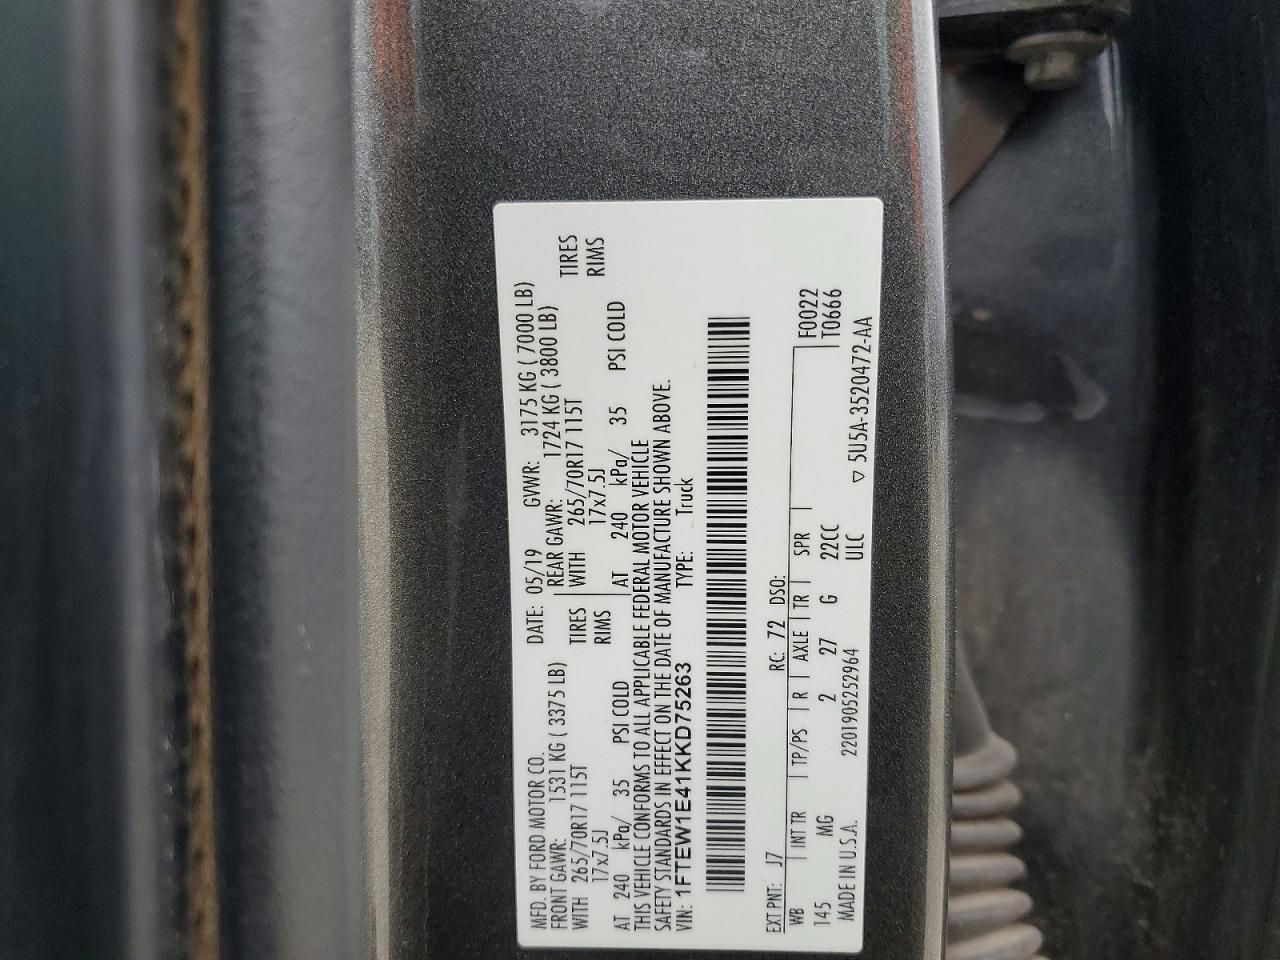 MFD. BY FORD MOTOR CO. DATE: 05/19 GVWR: 3175 KG ( 7000 LB)
FRONT GAWR: 1531 KG ( 3375 LB) REAR GAWR: 1724 KG ( 3800 LB)
WITH 265/70R17 115T TIRES WITH 265/70R17 115T TIRES
17x7.5J RIMS 17x7.5J RIMS
AT 240 kPa/ 35 PSI COLD AT 240 kPa/ 35 PSI COLD
THIS VEHICLE CONFORMS TO ALL APPLICABLE FEDERAL MOTOR VEHICLE
SAFETY STANDARDS IN EFFECT ON THE DATE OF MANUFACTURE SHOWN ABOVE.
VIN: 1FTEW1E41KKD75263 TYPE: Truck
EXT PNT: J7 RC: 72 DSO:
WB INT TR TP/PS R AXLE TR SPR F0022
145 MG 2 27 G 22CC T0666
MADE IN U.S.A. 2201905252964 ULC ▽ 5U5A-3520472-AA